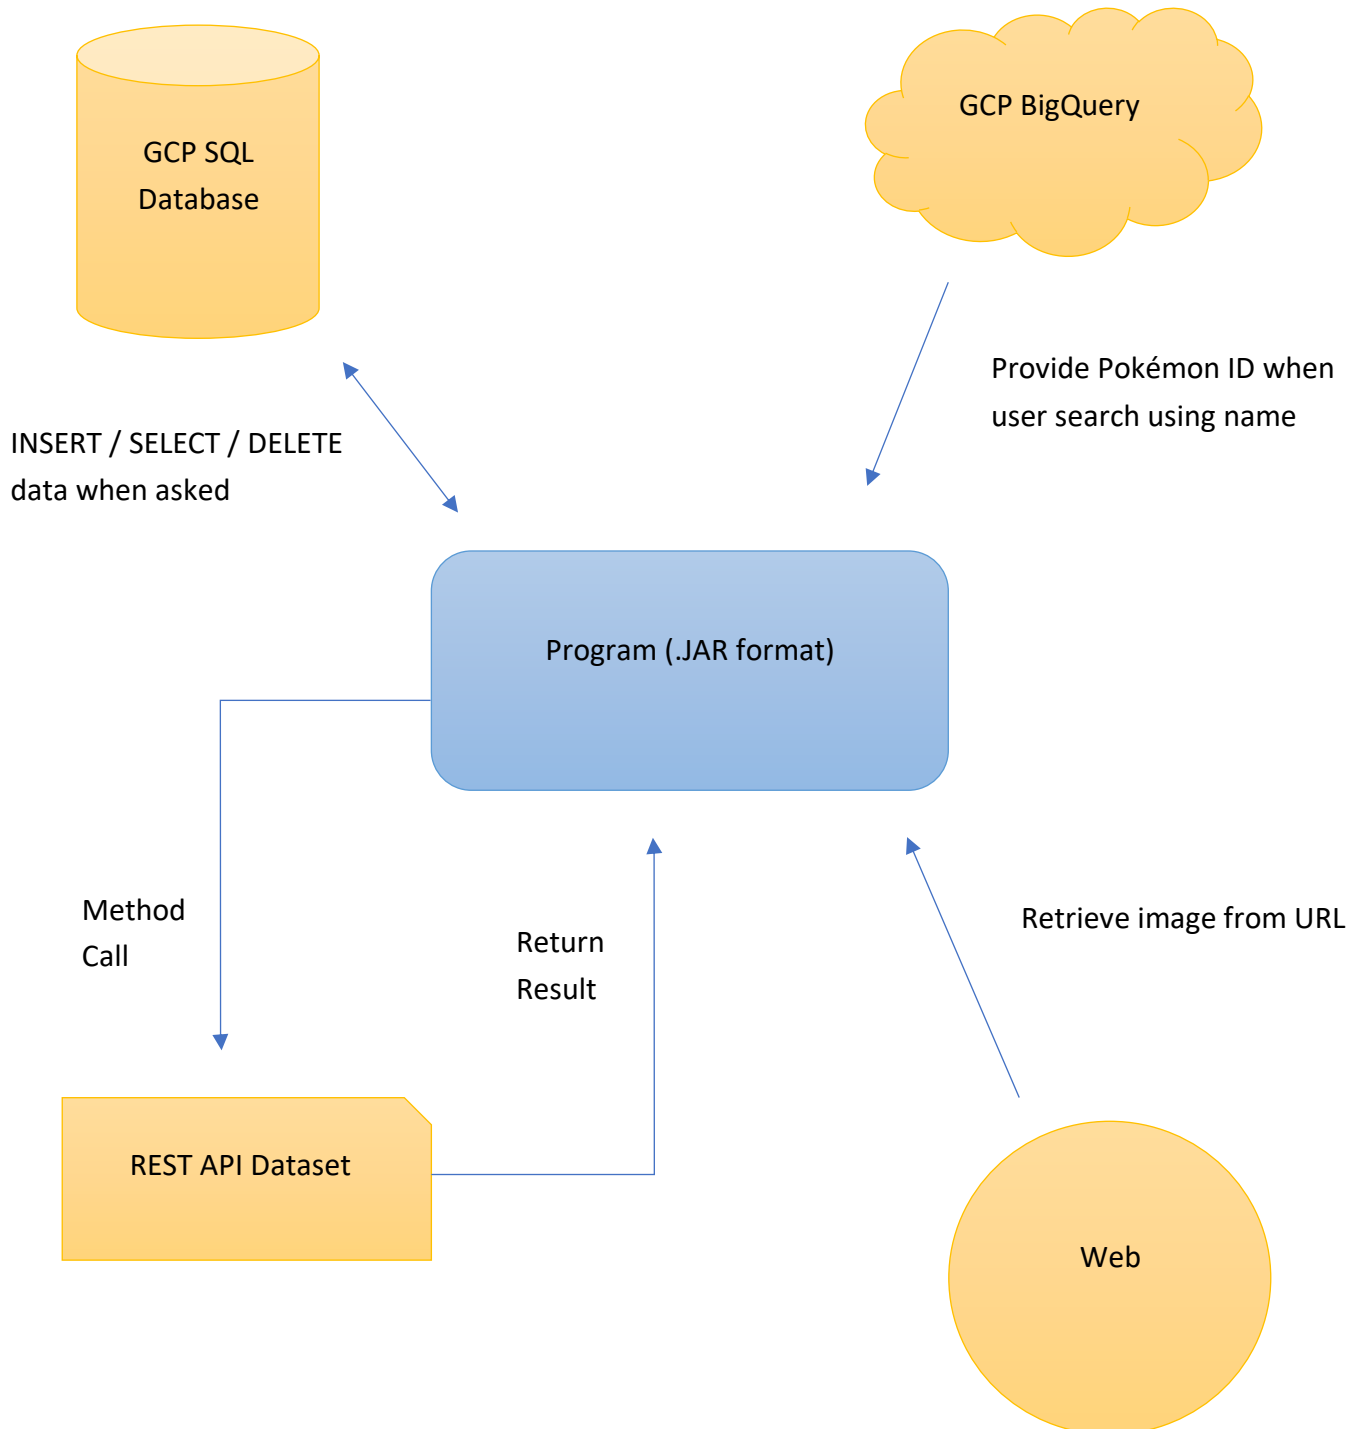 GCP BigQuery
GCP SQL
Database
Provide Pokémon ID when
user search using name
INSERT / SELECT / DELETE
data when asked
Program (.JAR format)
Method
Call
Return
Result
Retrieve image from URL
REST API Dataset
Web